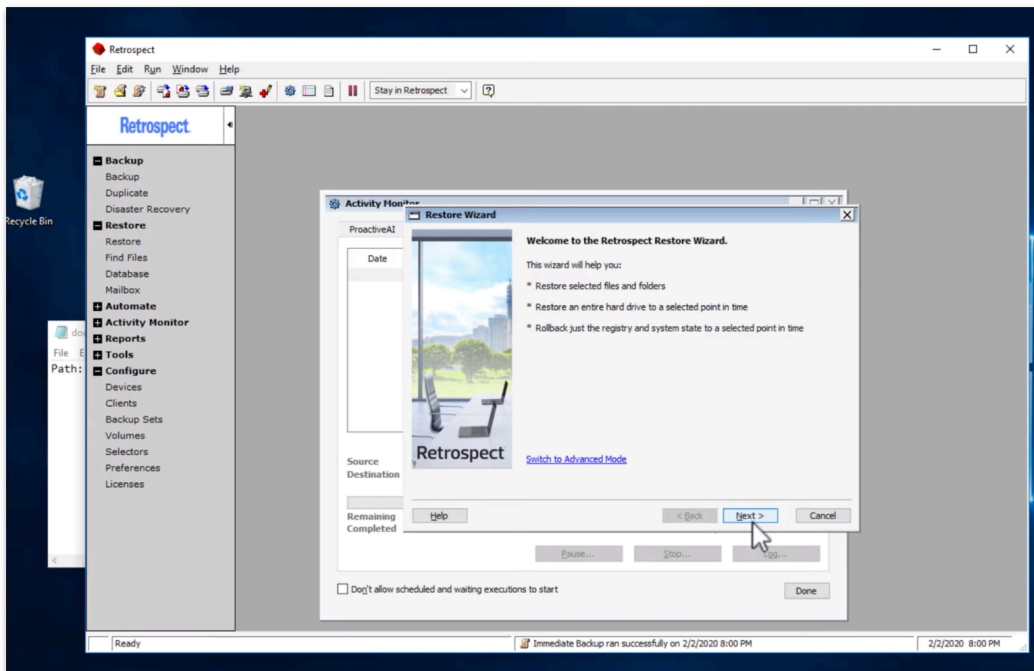 Retrospect
File Edit Run Window Help
Stay in Retrospect
Retrospect
Backup
Backup
Duplicate
Disaster Recovery
Restore
Restore
Find Files
Database
Mailbox
Automate
Activity Monitor
Reports
Tools
Configure
Devices
Clients
Backup Sets
Volumes
Selectors
Preferences
Licenses
Recycle Bin
File
Path:
Activity Monitor
ProactiveAI
Date
Source
Destination
Remaining
Completed
Restore Wizard
Welcome to the Retrospect Restore Wizard.
This wizard will help you:
* Restore selected files and folders
* Restore an entire hard drive to a selected point in time
* Rollback just the registry and system state to a selected point in time
Retrospect
Switch to Advanced Mode
Help < Back Next > Cancel
Pause... Stop... Log...
Don't allow scheduled and waiting executions to start Done
Ready Immediate Backup ran successfully on 2/2/2020 8:00 PM 2/2/2020 8:00 PM